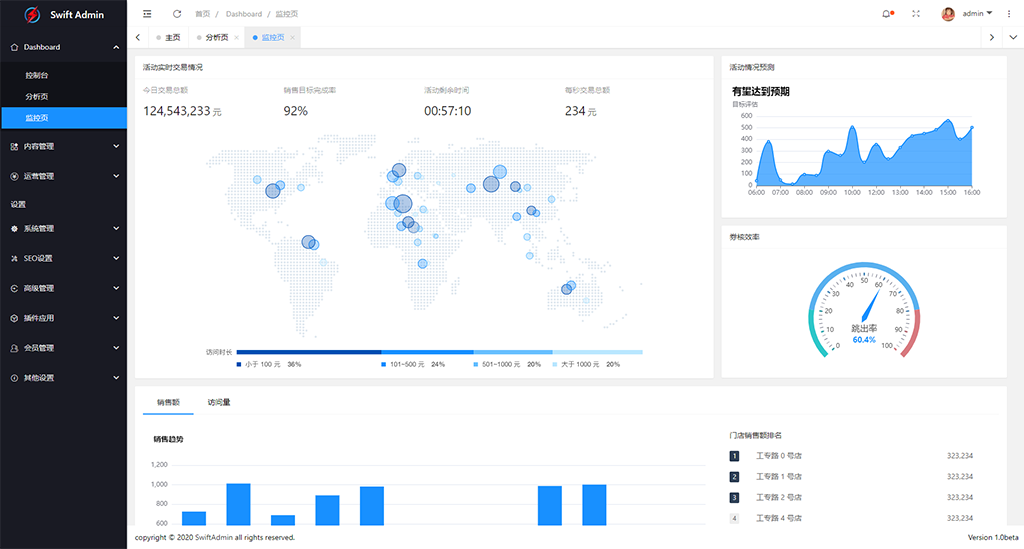 Swift Admin
首页 / Dashboard / 监控页
admin
Dashboard
控制台
分析页
监控页
内容管理
运营管理
设置
系统管理
SEO设置
高级管理
插件应用
会员管理
其他设置
主页
分析页
监控页
活动实时交易情况
今日交易总额
124,543,233 元
销售目标完成率
92%
活动剩余时间
00:57:10
每秒交易总额
234 元
访问时长
小于 100 元 36%
101~500 元 24%
501~1000 元 20%
大于 1000 元 20%
活动情况预测
有望达到预期
目标评估
600
500
400
300
200
100
0
06:00 07:00 08:00 09:00 10:00 12:00 13:00 14:00 15:00 16:00
券核效率
0
10
20
30
40
50
60
70
80
90
100
跳出率
60.4%
销售额 访问量
销售趋势
1,200
1,000
800
600
门店销售额排名
1 工专路 0 号店 323,234
2 工专路 1 号店 323,234
3 工专路 2 号店 323,234
4 工专路 4 号店 323,234
copyright © 2020 SwiftAdmin all rights reserved.
Version 1.0beta